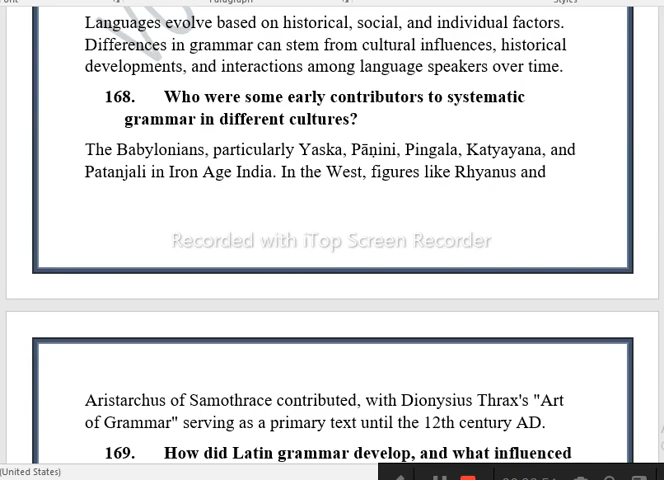 Languages evolve based on historical, social, and individual factors.
Differences in grammar can stem from cultural influences, historical
developments, and interactions among language speakers over time.
168. Who were some early contributors to systematic
grammar in different cultures?
The Babylonians, particularly Yaska, Pāṇini, Pingala, Katyayana, and
Patanjali in Iron Age India. In the West, figures like Rhyanus and
Recorded with iTop Screen Recorder
Aristarchus of Samothrace contributed, with Dionysius Thrax's "Art
of Grammar" serving as a primary text until the 12th century AD.
169. How did Latin grammar develop, and what influenced
(United States)